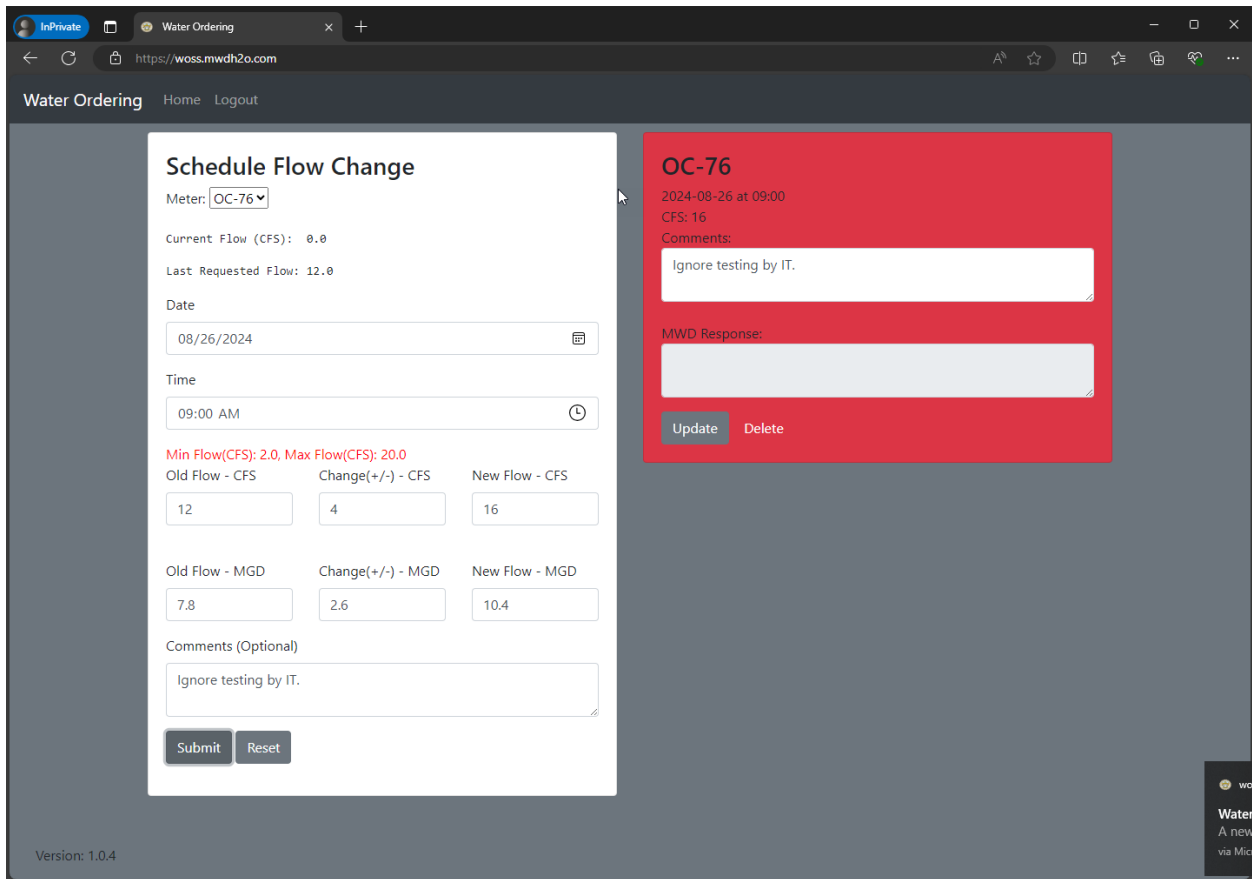 InPrivate
Water Ordering
https://woss.mwdh2o.com
Water Ordering Home Logout
Schedule Flow Change
Meter: OC-76
Current Flow (CFS): 0.0
Last Requested Flow: 12.0
Date
08/26/2024
Time
09:00 AM
Min Flow(CFS): 2.0, Max Flow(CFS): 20.0
Old Flow - CFS Change(+/-) - CFS New Flow - CFS
12 4 16
Old Flow - MGD Change(+/-) - MGD New Flow - MGD
7.8 2.6 10.4
Comments (Optional)
Ignore testing by IT.
Submit Reset
OC-76
2024-08-26 at 09:00
CFS: 16
Comments:
Ignore testing by IT.
MWD Response:
Update Delete
Version: 1.0.4
wo
Water
A new
via Mic